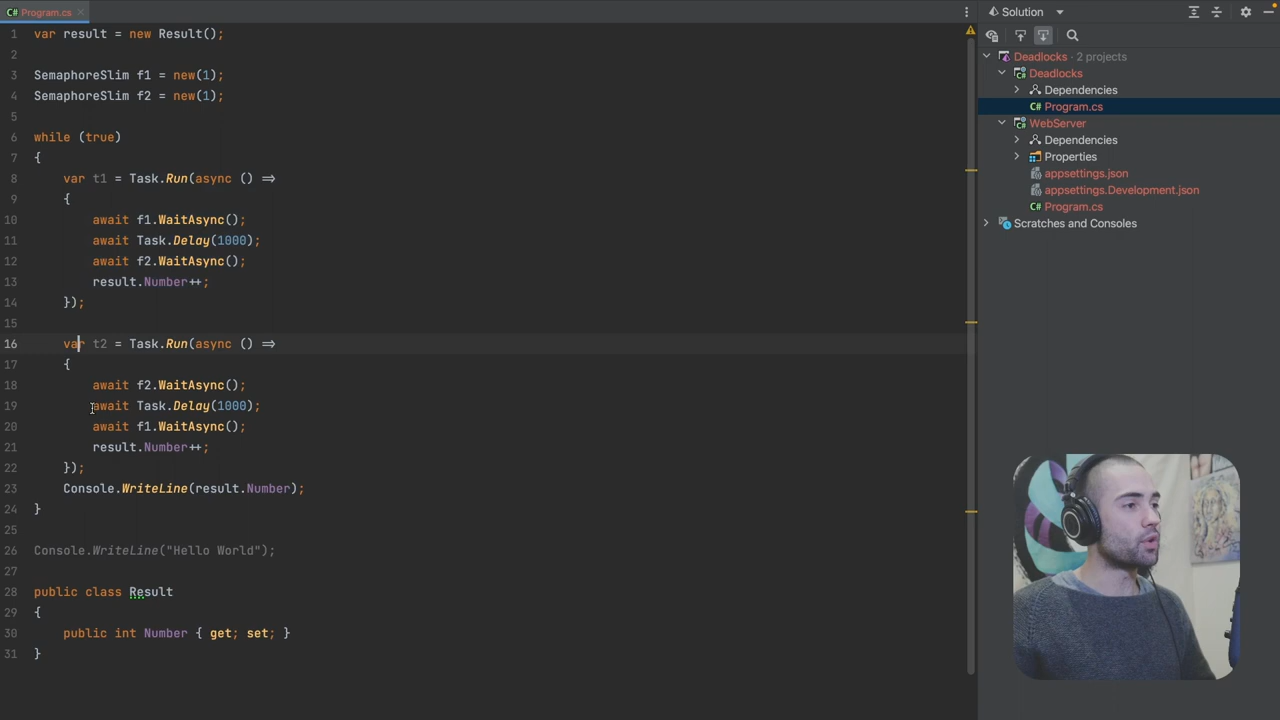 Program.cs
Solution
1 var result = new Result();
2
3 SemaphoreSlim f1 = new(1);
4 SemaphoreSlim f2 = new(1);
5
6 while (true)
7 {
8 var t1 = Task.Run(async () =>
9 {
10 await f1.WaitAsync();
11 await Task.Delay(1000);
12 await f2.WaitAsync();
13 result.Number++;
14 });
15
16 var t2 = Task.Run(async () =>
17 {
18 await f2.WaitAsync();
19 await Task.Delay(1000);
20 await f1.WaitAsync();
21 result.Number++;
22 });
23 Console.WriteLine(result.Number);
24 }
25
26 Console.WriteLine("Hello World");
27
28 public class Result
29 {
30 public int Number { get; set; }
31 }
Deadlocks · 2 projects
C# Deadlocks
Dependencies
C# Program.cs
C# WebServer
Dependencies
Properties
appsettings.json
appsettings.Development.json
C# Program.cs
Scratches and Consoles